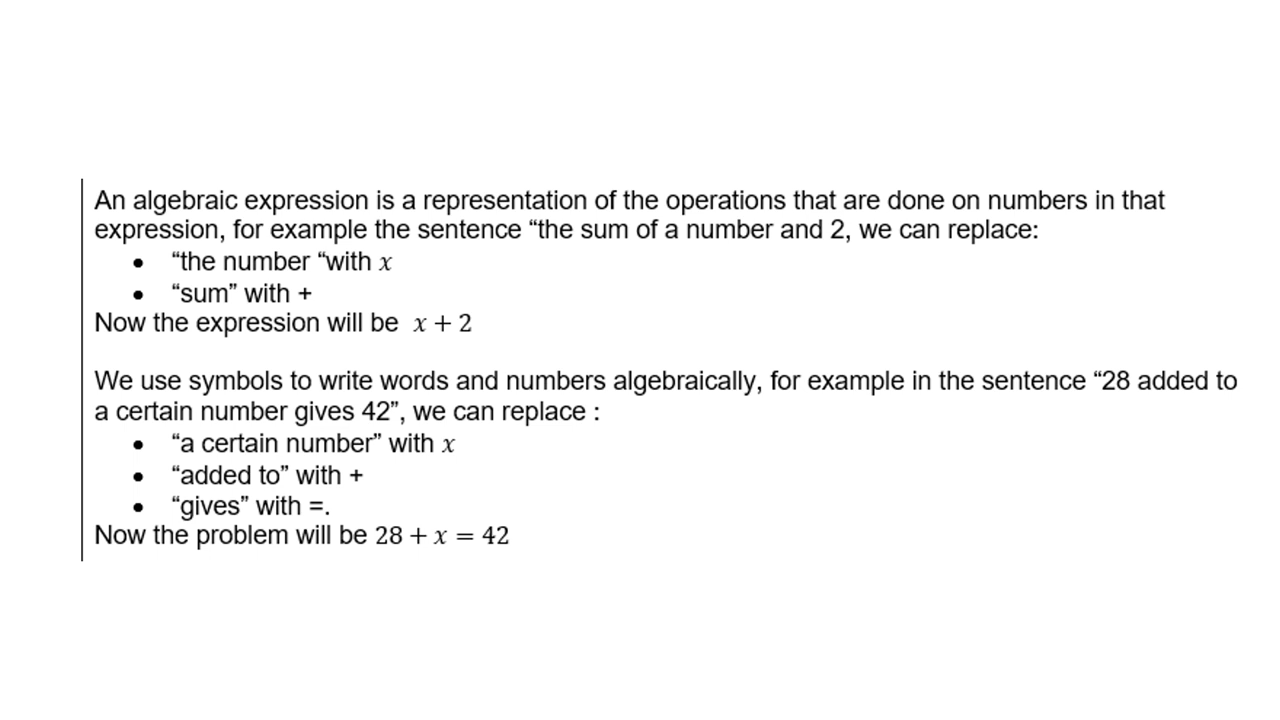 An algebraic expression is a representation of the operations that are done on numbers in that
expression, for example the sentence “the sum of a number and 2, we can replace:
• “the number “with x
• “sum” with +
Now the expression will be x + 2
We use symbols to write words and numbers algebraically, for example in the sentence “28 added to
a certain number gives 42”, we can replace :
• “a certain number” with x
• “added to” with +
• “gives” with =.
Now the problem will be 28 + x = 42